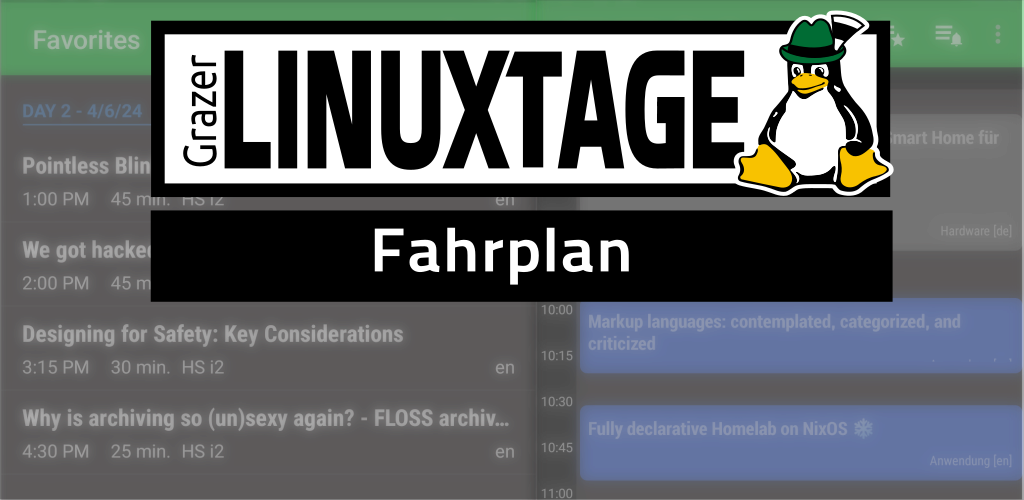 Favorites
Grazer
LINUXTAGE
Fahrplan
DAY 2 - 4/6/24
Pointless
1:00 PM 45 min. HS i2 en
We got hacked
2:00 PM 45
Designing for Safety: Key Considerations
3:15 PM 30 min. HS i2 en
Why is archiving so (un)sexy again? - FLOSS archiv...
4:30 PM 25 min. HS i2 en
Smart Home für
Hardware [de]
10:00
Markup languages: contemplated, categorized, and
criticized
10:15
10:30
Fully declarative Homelab on NixOS ❄
10:45
Anwendung [en]
11:00